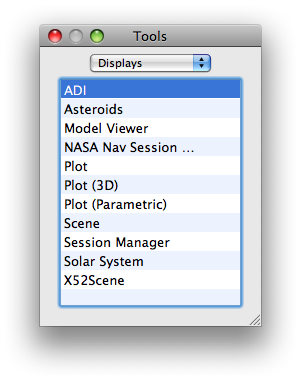 Tools
Displays
ADI
Asteroids
Model Viewer
NASA Nav Session ...
Plot
Plot (3D)
Plot (Parametric)
Scene
Session Manager
Solar System
X52Scene